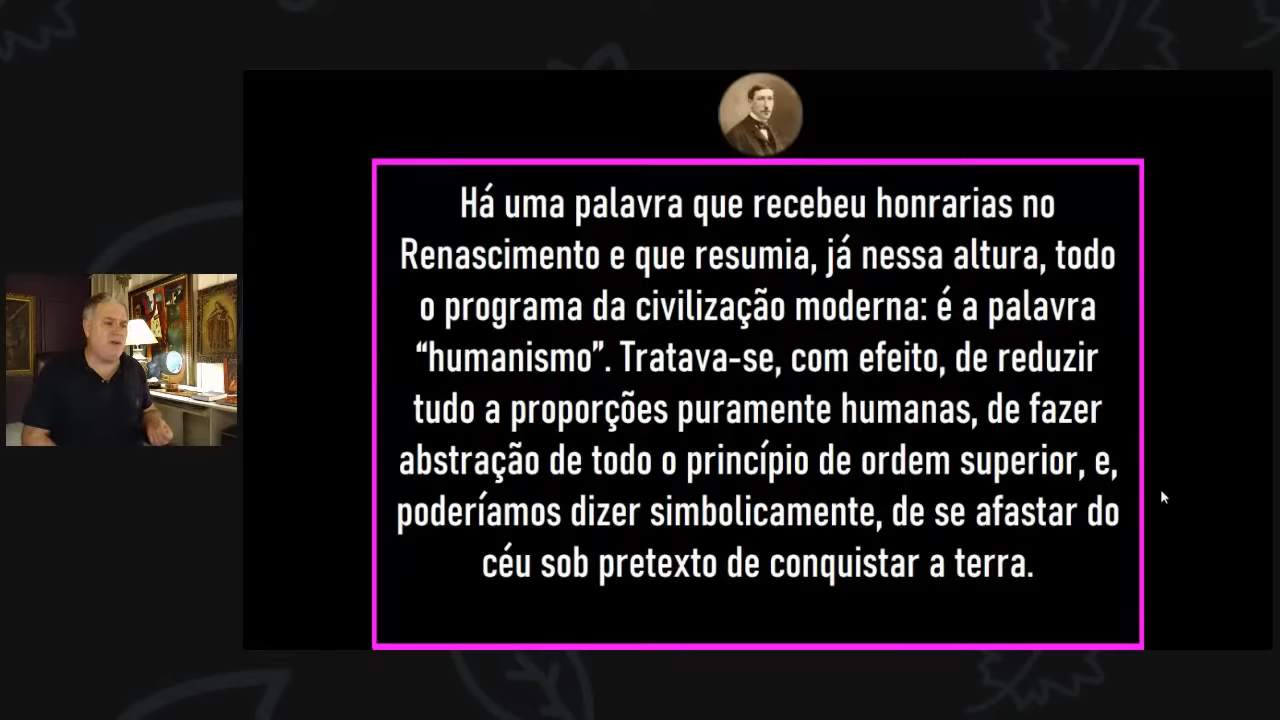 Há uma palavra que recebeu honrarias no
Renascimento e que resumia, já nessa altura, todo
o programa da civilização moderna: é a palavra
“humanismo”. Tratava-se, com efeito, de reduzir
tudo a proporções puramente humanas, de fazer
abstração de todo o princípio de ordem superior, e,
poderíamos dizer simbolicamente, de se afastar do
céu sob pretexto de conquistar a terra.